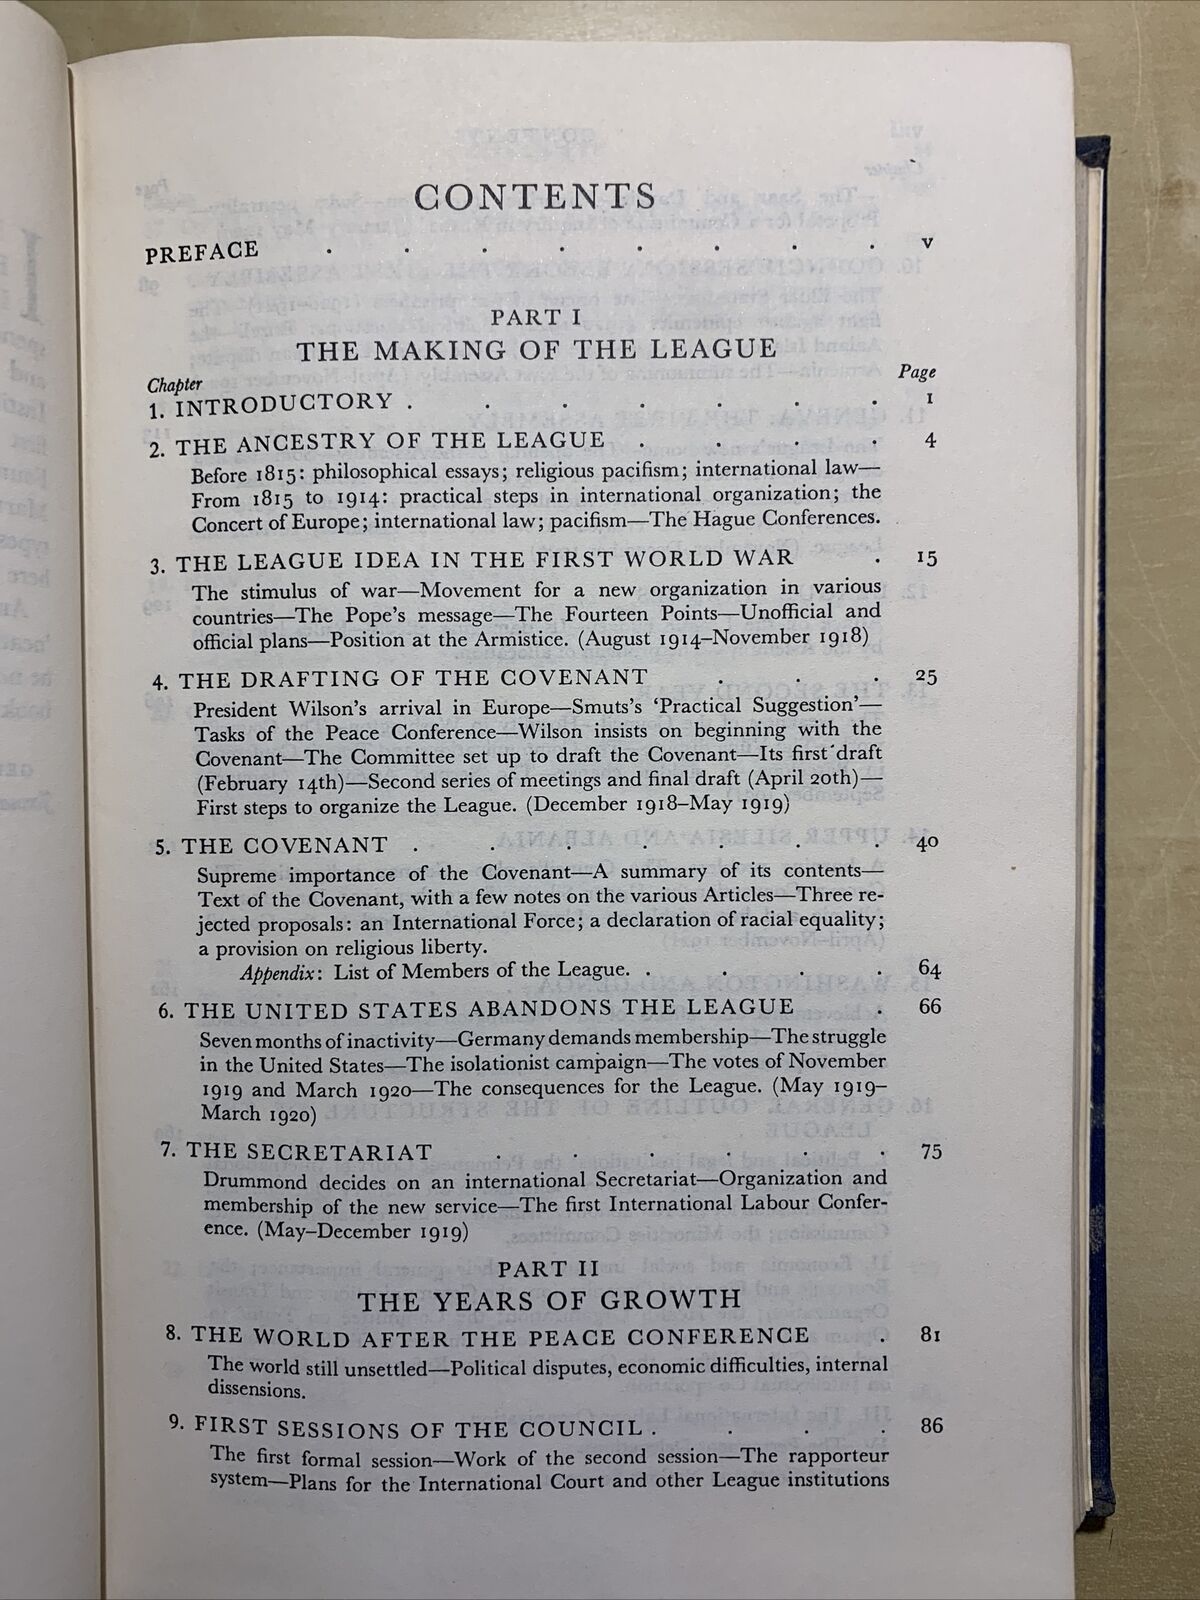 CONTENTS
PREFACE . . . . . . . . v
PART I
THE MAKING OF THE LEAGUE
Chapter Page
1. INTRODUCTORY . . . . . . . 1
2. THE ANCESTRY OF THE LEAGUE . . . . 4
Before 1815: philosophical essays; religious pacifism; international law—
From 1815 to 1914: practical steps in international organization; the
Concert of Europe; international law; pacifism—The Hague Conferences.
3. THE LEAGUE IDEA IN THE FIRST WORLD WAR . 15
The stimulus of war—Movement for a new organization in various
countries—The Pope's message—The Fourteen Points—Unofficial and
official plans—Position at the Armistice. (August 1914–November 1918)
4. THE DRAFTING OF THE COVENANT . . . 25
President Wilson's arrival in Europe—Smuts's 'Practical Suggestion'—
Tasks of the Peace Conference—Wilson insists on beginning with the
Covenant—The Committee set up to draft the Covenant—Its first draft
(February 14th)—Second series of meetings and final draft (April 20th)—
First steps to organize the League. (December 1918–May 1919)
5. THE COVENANT . . . . . . . 40
Supreme importance of the Covenant—A summary of its contents—
Text of the Covenant, with a few notes on the various Articles—Three re-
jected proposals: an International Force; a declaration of racial equality;
a provision on religious liberty.
Appendix: List of Members of the League. . . . . 64
6. THE UNITED STATES ABANDONS THE LEAGUE . 66
Seven months of inactivity—Germany demands membership—The struggle
in the United States—The isolationist campaign—The votes of November
1919 and March 1920—The consequences for the League. (May 1919–
March 1920)
7. THE SECRETARIAT . . . . . . 75
Drummond decides on an international Secretariat—Organization and
membership of the new service—The first International Labour Confer-
ence. (May–December 1919)
PART II
THE YEARS OF GROWTH
8. THE WORLD AFTER THE PEACE CONFERENCE . 81
The world still unsettled—Political disputes, economic difficulties, internal
dissensions.
9. FIRST SESSIONS OF THE COUNCIL . . . . 86
The first formal session—Work of the second session—The rapporteur
system—Plans for the International Court and other League institutions